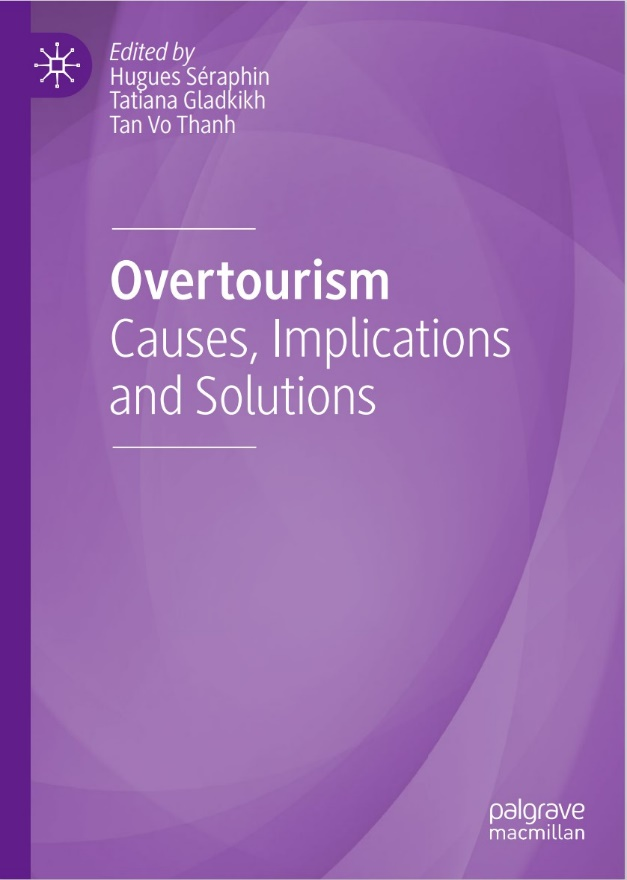 Edited by
Hugues Séraphin
Tatiana Gladkikh
Tan Vo Thanh
Overtourism
Causes, Implications
and Solutions
palgrave
macmillan